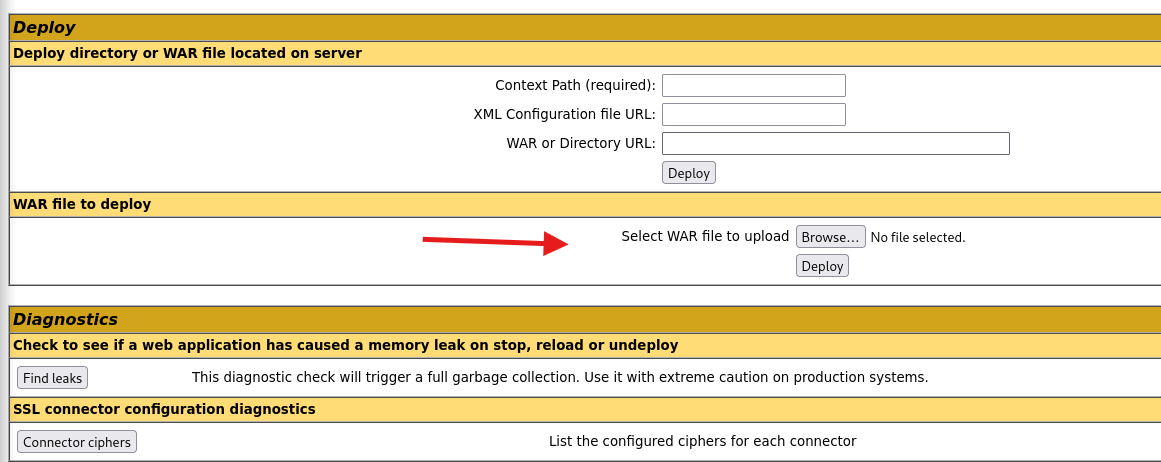 Deploy
Deploy directory or WAR file located on server
Context Path (required):
XML Configuration file URL:
WAR or Directory URL:
Deploy
WAR file to deploy
Select WAR file to upload Browse... No file selected.
Deploy
Diagnostics
Check to see if a web application has caused a memory leak on stop, reload or undeploy
Find leaks This diagnostic check will trigger a full garbage collection. Use it with extreme caution on production systems.
SSL connector configuration diagnostics
Connector ciphers List the configured ciphers for each connector